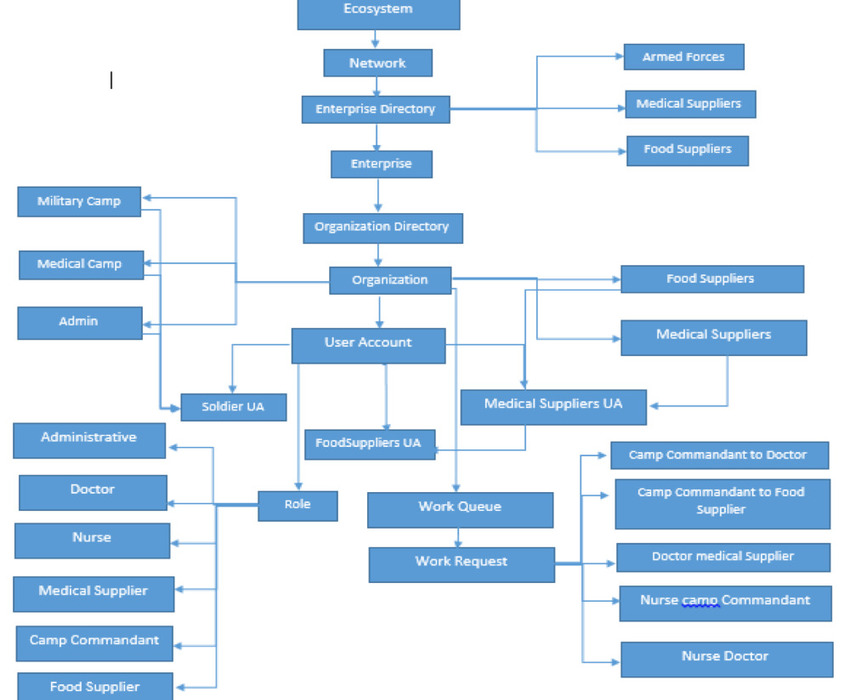 Ecosystem
Network
Armed Forces
Enterprise Directory
Medical Suppliers
Food Suppliers
Enterprise
Military Camp
Organization Directory
Medical Camp
Organization
Food Suppliers
Admin
User Account
Medical Suppliers
Soldier UA
Medical Suppliers UA
Administrative
FoodSuppliers UA
Camp Commandant to Doctor
Doctor
Role
Work Queue
Camp Commandant to Food
Supplier
Nurse
Work Request
Doctor medical Supplier
Medical Supplier
Nurse camp Commandant
Camp Commandant
Nurse Doctor
Food Supplier